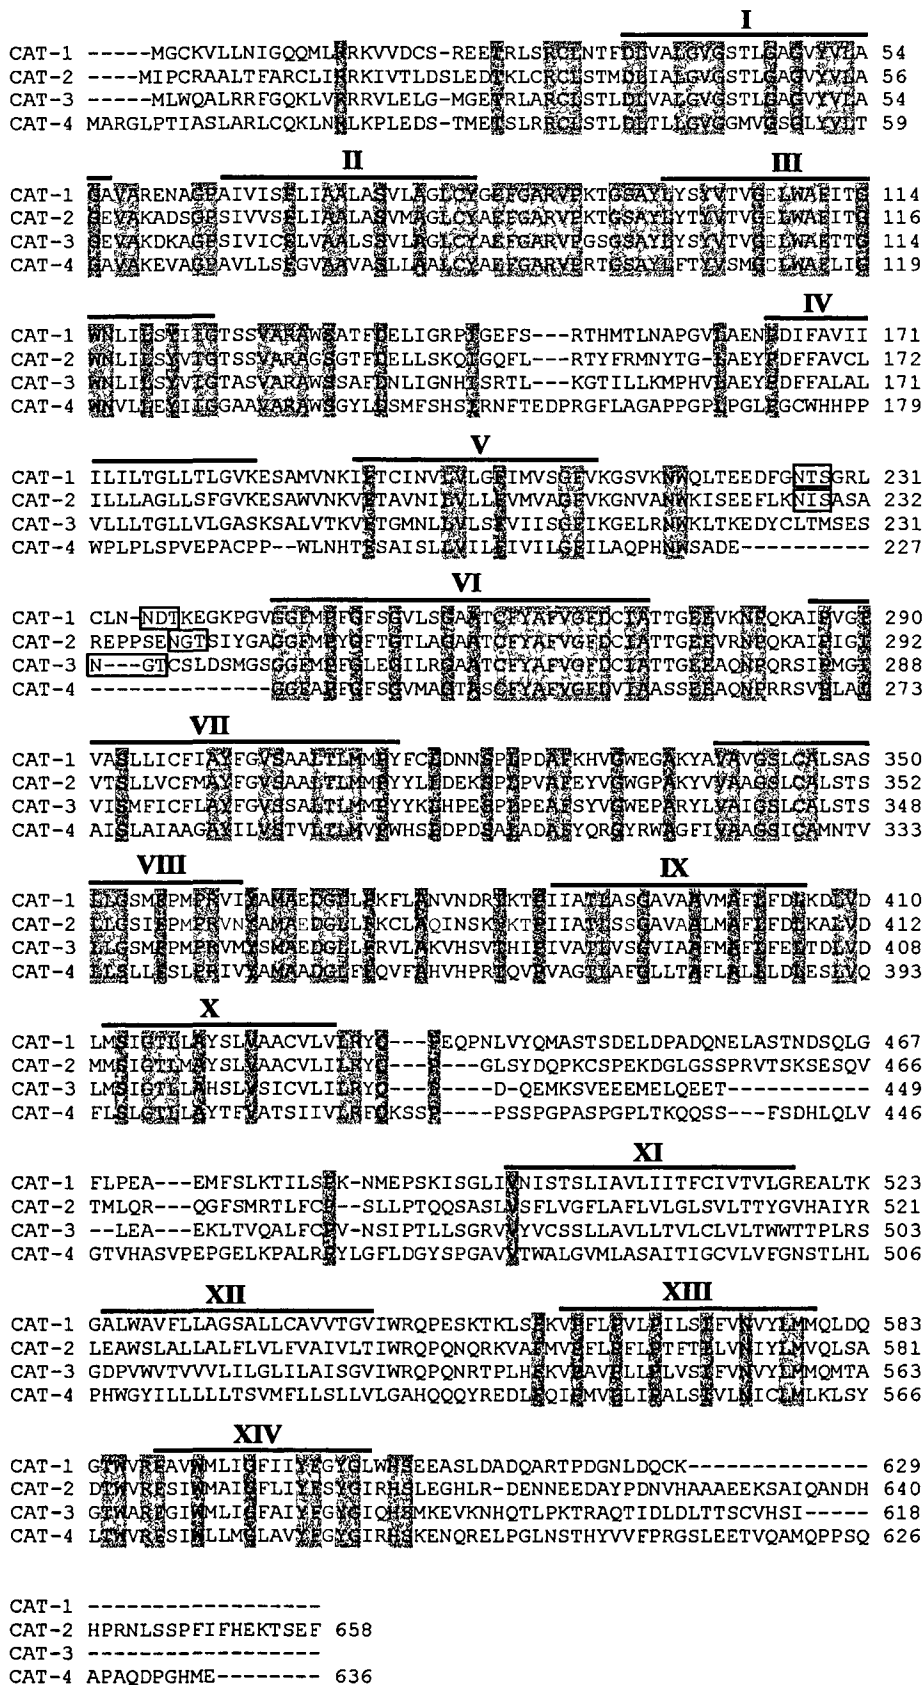 I
CAT-1 -----MGCKVLLNIGQQMLRRKVVDCS-REETRLSRCLNTFDLVALGVGSTLGAGVYVLA 54
CAT-2 ----MIPCRAALTFARCLIRRKIVTLDSLEDTKLCRCLSTMDLIALGVGSTLGAGVYVLA 56
CAT-3 -----MLWQALRRFGQKLVRRRVLELG-MGETRLARCLSTLDLVALGVGSTLGAGVYVLA 54
CAT-4 MARGLPTIASLARLCQKLNRLKPLEDS-TMETSLRRCLSTLDLTLLGVGGMVGSGLYVLT 59
II III
CAT-1 GAVARENAGPAIVISFLIAALASVLAGLCYGEFGARVPKTGSAYLYSYVTVGELWAFITG 114
CAT-2 GEVAKADSGPSIVVSFLIAALASVMAGLCYAEFGARVPKTGSAYLYTYVTVGELWAFITG 116
CAT-3 GEVAKDKAGPSIVICFLVAALSSVLAGLCYAEFGARVPGSGSAYLYSYVTVGELWAFTTG 114
CAT-4 GAVAKEVAGPAVLLSFGVAAVASLLAALCYAEFGARVPRTGSAYLFTYVSMGELWAFLIG 119
IV
CAT-1 WNLILSYIIGTSSVARAWSATFDELIGRPIGEFS---RTHMTLNAPGVLAENPDIFAVII 171
CAT-2 WNLILSYVIGTSSVARAGSGTFDELLSKQIGQFL---RTYFRMNYTG-LAEYPDFFAVCL 172
CAT-3 WNLILSYVIGTASVARAWSSAFDNLIGNHISRTL---KGTILLKMPHVLAEYPDFFALAL 171
CAT-4 WNVLLEYIIGGAAVARAWSGYLDSMFSHSIRNFTEDPRGFLAGAPPGPLPGLPGCWHHPP 179
V
CAT-1 ILILTGLLTLGVKESAMVNKIFTCINVLVLGFIMVSGFVKGSVKNWQLTEEDFGNTSGRL 231
CAT-2 ILLLAGLLSFGVKESAWVNKVFTAVNILVLLFVMVAGFVKGNVANWKISEEFLKNISASA 232
CAT-3 VLLLTGLLVLGASKSALVTKVFTGMNLLVLSFVIISGFIKGELRNWKLTKEDYCLTMSES 231
CAT-4 WPLPLSPVEPACPP--WLNHTFSAISLLVILFIVILGFILAQPHNWSADE---------- 227
VI
CAT-1 CLN-NDTKEGKPGVGGFMPFGFSGVLSGAATCFYAFVGFDCIATTGEEVKNPQKAIPVGI 290
CAT-2 REPPSENGTSIYGAGGFMPYGFTGTLAGAATCFYAFVGFDCIATTGEEVRNPQKAIPIGI 292
CAT-3 N---GTCSLDSMGSGGFMPFGLEGILRGAATCFYAFVGFDCIATTGEEAQNPQRSIPMGI 288
CAT-4 --------------GGFAPFGFSGVMAGTASCFYAFVGFDVIAASSEEAQNPRRSVPLAI 273
VII
CAT-1 VASLLICFIAYFGVSAALTLMMPYFCLDNNSPLPDAFKHVGWEGAKYAVAVGSLCALSAS 350
CAT-2 VTSLLVCFMAYFGVSAALTLMMPYYLLDEKSPLPVAFEYVGWGPAKYVVAAGSLCALSTS 352
CAT-3 VISMFICFLAYFGVSSALTLMMPYYKLHPESPLPEAFSYVGWEPARYLVAIGSLCALSTS 348
CAT-4 AISLAIAAGAYILVSTVLTLMVPWHSLDPDSALADAFYQRGYRWAGFIVAAGSICAMNTV 333
VIII IX
CAT-1 LLGSMFPMPRVIYAMAEDGLLFKFLANVNDRTKTPIIATLASGAVAAVMAFLFDLKDLVD 410
CAT-2 LLGSIFPMPRVNYAMAEDGLLFKCLAQINSKTKTPIIATLSSGAVAALMAFLFDLKALVD 412
CAT-3 LLGSMFPMPRVMYSMAEDGLLFRVLAKVHSVTHIPIVATLVSGVIAAFMAFLFELTDLVD 408
CAT-4 LLSLLFSLPRIVYAMAADGLFFQVFAHVHPRTQVPVAGTLAFGLLTAFLALLLDLESLVQ 393
X
CAT-1 LMSIGTLLAYSLVAACVLVLRYQ---PEQPNLVYQMASTSDELDPADQNELASTNDSQLG 467
CAT-2 MMSIGTLMAYSLVAACVLILRYQ---P---GLSYDQPKCSPEKDGLGSSPRVTSKSESQV 466
CAT-3 LMSIGTLLAHSLVSICVLILRYQ---P------D-QEMKSVEEEMELQEET--------- 449
CAT-4 FLSLGTLLAYTFVATSIIVLRFQKSSP----PSSPGPASPGPLTKQQSS---FSDHLQLV 446
XI
CAT-1 FLPEA---EMFSLKTILSPK-NMEPSKISGLIVNISTSLIAVLIITFCIVTVLGREALTK 523
CAT-2 TMLQR---QGFSMRTLFCP--SLLPTQQSASLVSFLVGFLAFLVLGLSVLTTYGVHAIYR 521
CAT-3 --LEA---EKLTVQALFCPV-NSIPTLLSGRVVYVCSSLLAVLLTVLCLVLTWWTTPLRS 503
CAT-4 GTVHASVPEPGELKPALRPYLGFLDGYSPGAVVTWALGVMLASAITIGCVLVFGNSTLHL 506
XII XIII
CAT-1 GALWAVFLLAGSALLCAVVTGVIWRQPESKTKLSFKVPFLPVLPILSIFVNVYLMMQLDQ 583
CAT-2 LEAWSLALLALFLVLFVAIVLTIWRQPQNQRKVAFMVPFLPFLPTFTILVNIYLMVQLSA 581
CAT-3 GDPVWVTVVVLILGLILAISGVIWRQPQNRTPLHFKVPAVPLLPLVSIFVNVYLMMQMTA 563
CAT-4 PHWGYILLLLLTSVMFLLSLLVLGAHQQQYREDLFQIPMVPLIPALSIVLNICLMLKLSY 566
XIV
CAT-1 GTWVRFAVWMLIGFIIYFGYGLWHSEEASLDADQARTPDGNLDQCK-------------- 629
CAT-2 DTWVRFSIWMAIGFLIYFSYGIRHSLEGHLR-DENNEEDAYPDNVHAAAEEKSAIQANDH 640
CAT-3 GTWARFGIWMLIGFAIYFGYGIQHSMKEVKNHQTLPKTRAQTIDLDLTTSCVHSI----- 618
CAT-4 LTWVRFSIWLLMGLAVYFGYGIRHSKENQRELPGLNSTHYVVFPRGSLEETVQAMQPPSQ 626
CAT-1 ------------------
CAT-2 HPRNLSSPFIFHEKTSEF 658
CAT-3 ------------------
CAT-4 APAQDPGHME-------- 636